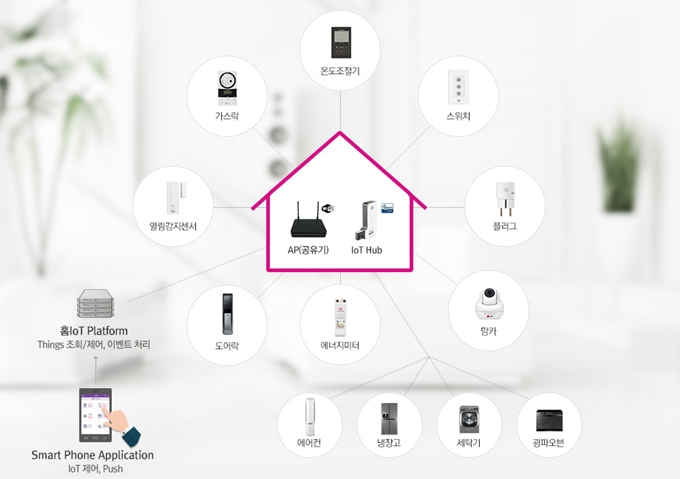 온도조절기
가스락
스위치
열림감지센서
플러그
AP(공유기)
IoT Hub
홈IoT Platform
Things 조회/제어, 이벤트 처리
도어락
에너지미터
맘카
에어컨
냉장고
세탁기
광파오븐
Smart Phone Application
IoT 제어, Push